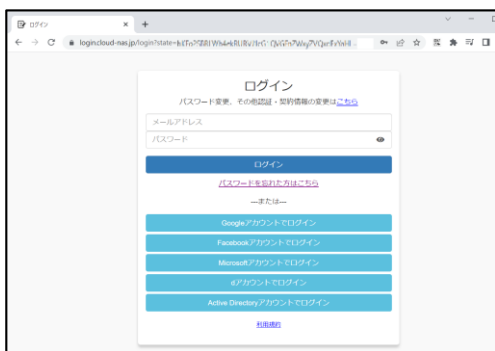 ログイン
login.cloud-nas.jp/login?state=
ログイン
パスワード変更、その他認証・契約情報の変更はこちら
メールアドレス
パスワード
ログイン
パスワードを忘れた方はこちら
―または―
Googleアカウントでログイン
Facebookアカウントでログイン
Microsoftアカウントでログイン
dアカウントでログイン
Active Directoryアカウントでログイン
利用規約